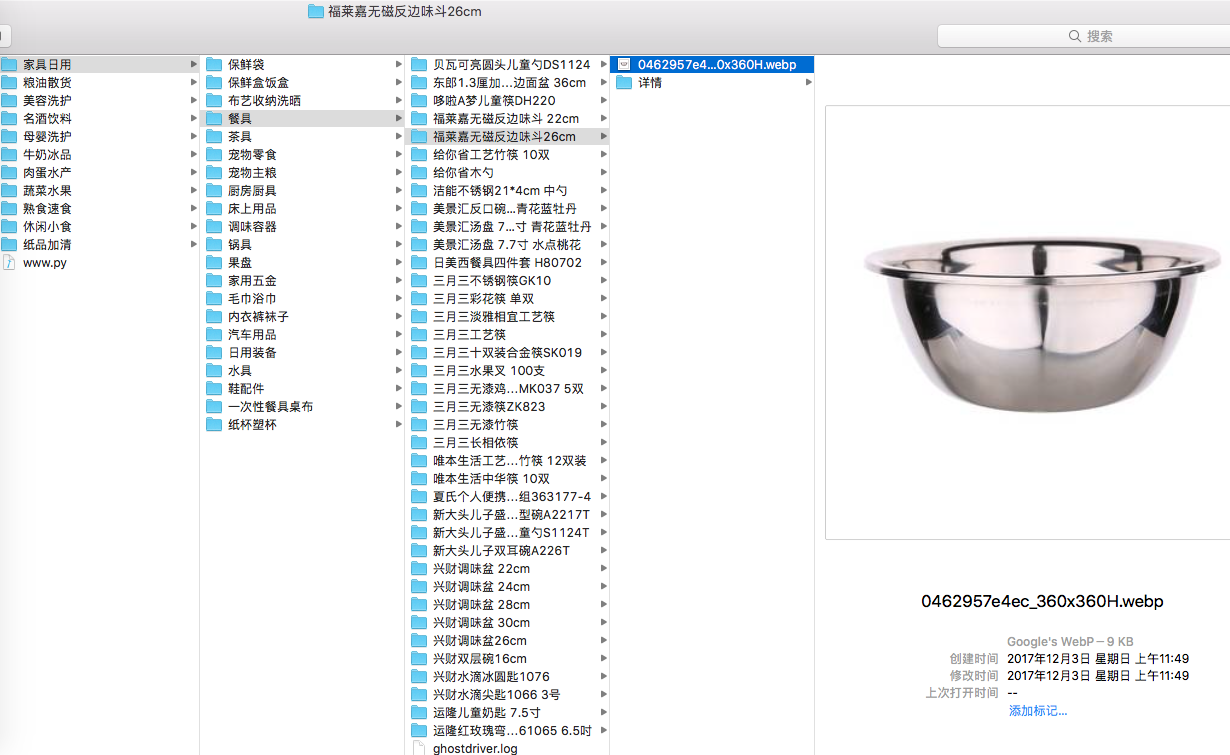 福莱嘉无磁反边味斗26cm
搜索
家具日用
粮油散货
美容洗护
名酒饮料
母婴洗护
牛奶冰品
肉蛋水产
蔬菜水果
熟食速食
休闲小食
纸品加清
www.py
保鲜袋
保鲜盒饭盒
布艺收纳洗晒
餐具
茶具
宠物零食
宠物主粮
厨房厨具
床上用品
调味容器
锅具
果盘
家用五金
毛巾浴巾
内衣裤袜子
汽车用品
日用装备
水具
鞋配件
一次性餐具桌布
纸杯塑杯
贝瓦可亮圆头儿童勺DS1124
东郎1.3厘加...边面盆 36cm
哆啦A梦儿童筷DH220
福莱嘉无磁反边味斗 22cm
福莱嘉无磁反边味斗26cm
给你省工艺竹筷 10双
给你省木勺
洁能不锈钢21*4cm 中勺
美景汇反口碗...青花蓝牡丹
美景汇汤盘 7...寸 青花蓝牡丹
美景汇汤盘 7.7寸 水点桃花
日美西餐具四件套 H80702
三月三不锈钢筷GK10
三月三彩花筷 单双
三月三淡雅相宜工艺筷
三月三工艺筷
三月三十双装合金筷SK019
三月三水果叉 100支
三月三无漆鸡...MK037 5双
三月三无漆筷ZK823
三月三无漆竹筷
三月三长相依筷
唯本生活工艺...竹筷 12双装
唯本生活中华筷 10双
夏氏个人便携...组363177-4
新大头儿子盛...型碗A2217T
新大头儿子盛...童勺S1124T
新大头儿子双耳碗A226T
兴财调味盆 22cm
兴财调味盆 24cm
兴财调味盆 28cm
兴财调味盆 30cm
兴财调味盆26cm
兴财双层碗16cm
兴财水滴冰圆匙1076
兴财水滴尖匙1066 3号
运隆儿童奶匙 7.5寸
运隆红玫瑰弯...61065 6.5吋
ghostdriver.log
0462957e4...0x360H.webp
详情
0462957e4ec_360x360H.webp
Google's WebP – 9 KB
创建时间 2017年12月3日 星期日 上午11:49
修改时间 2017年12月3日 星期日 上午11:49
上次打开时间 --
添加标记...